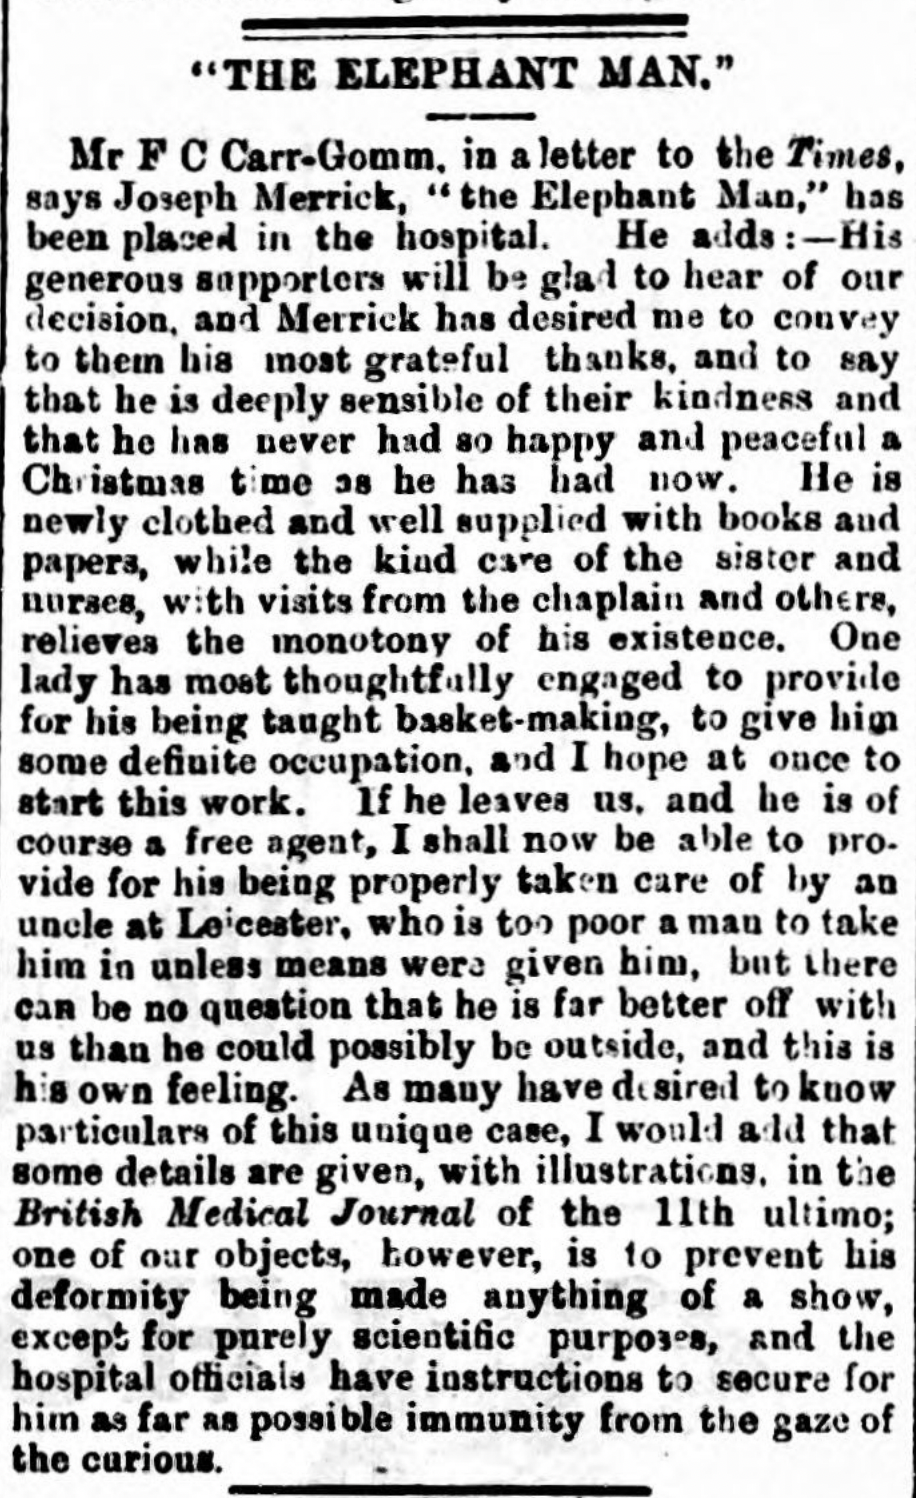 "THE ELEPHANT MAN."
Mr F C Carr-Gomm, in a letter to the Times,
says Joseph Merrick, "the Elephant Man," has
been placed in the hospital. He adds:—His
generous supporters will be glad to hear of our
decision, and Merrick has desired me to convey
to them his most grateful thanks, and to say
that he is deeply sensible of their kindness and
that he has never had so happy and peaceful a
Christmas time as he has had now. He is
newly clothed and well supplied with books and
papers, while the kind care of the sister and
nurses, with visits from the chaplain and others,
relieves the monotony of his existence. One
lady has most thoughtfully engaged to provide
for his being taught basket-making, to give him
some definite occupation, and I hope at once to
start this work. If he leaves us, and he is of
course a free agent, I shall now be able to pro-
vide for his being properly taken care of by an
uncle at Leicester, who is too poor a man to take
him in unless means were given him, but there
can be no question that he is far better off with
us than he could possibly be outside, and this is
his own feeling. As many have desired to know
particulars of this unique case, I would add that
some details are given, with illustrations, in the
British Medical Journal of the 11th ultimo;
one of our objects, however, is to prevent his
deformity being made anything of a show,
except for purely scientific purposes, and the
hospital officials have instructions to secure for
him as far as possible immunity from the gaze of
the curious.